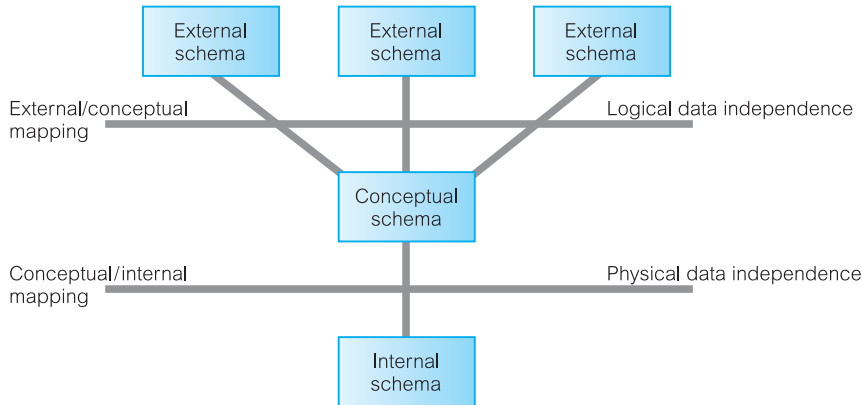 External
schema
External
schema
External
schema
External/conceptual
mapping
Logical data independence
Conceptual
schema
Conceptual/internal
mapping
Physical data independence
Internal
schema